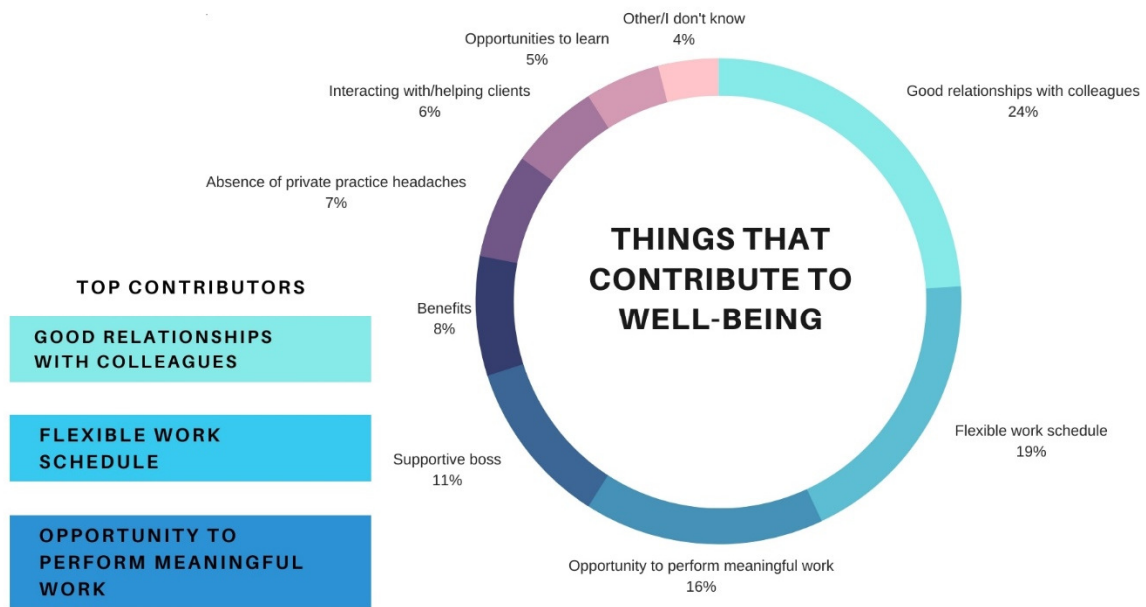 Other/I don't know
4%
Opportunities to learn
5%
Interacting with/helping clients
6%
Absence of private practice headaches
7%
Benefits
8%
Supportive boss
11%
Opportunity to perform meaningful work
16%
Flexible work schedule
19%
Good relationships with colleagues
24%
THINGS THAT
CONTRIBUTE TO
WELL-BEING
TOP CONTRIBUTORS
GOOD RELATIONSHIPS
WITH COLLEAGUES
FLEXIBLE WORK
SCHEDULE
OPPORTUNITY TO
PERFORM MEANINGFUL
WORK